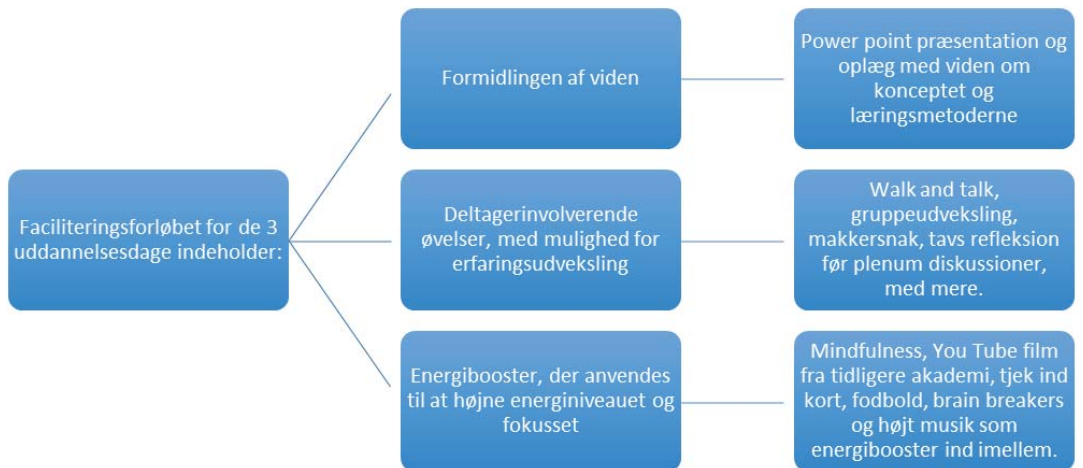 Faciliteringsforløbet for de 3
uddannelsesdage indeholder:
Formidlingen af viden
Power point præsentation og
oplæg med viden om
konceptet og
læringsmetoderne
Deltagerinvolverende
øvelser, med mulighed for
erfaringsudveksling
Walk and talk,
gruppeudveksling,
makkersnak, tavs refleksion
før plenum diskussioner,
med mere.
Energibooster, der anvendes
til at højne energiniveauet og
fokusset
Mindfulness, You Tube film
fra tidligere akademi, tjek ind
kort, fodbold, brain breakers
og højt musik som
energibooster ind imellem.